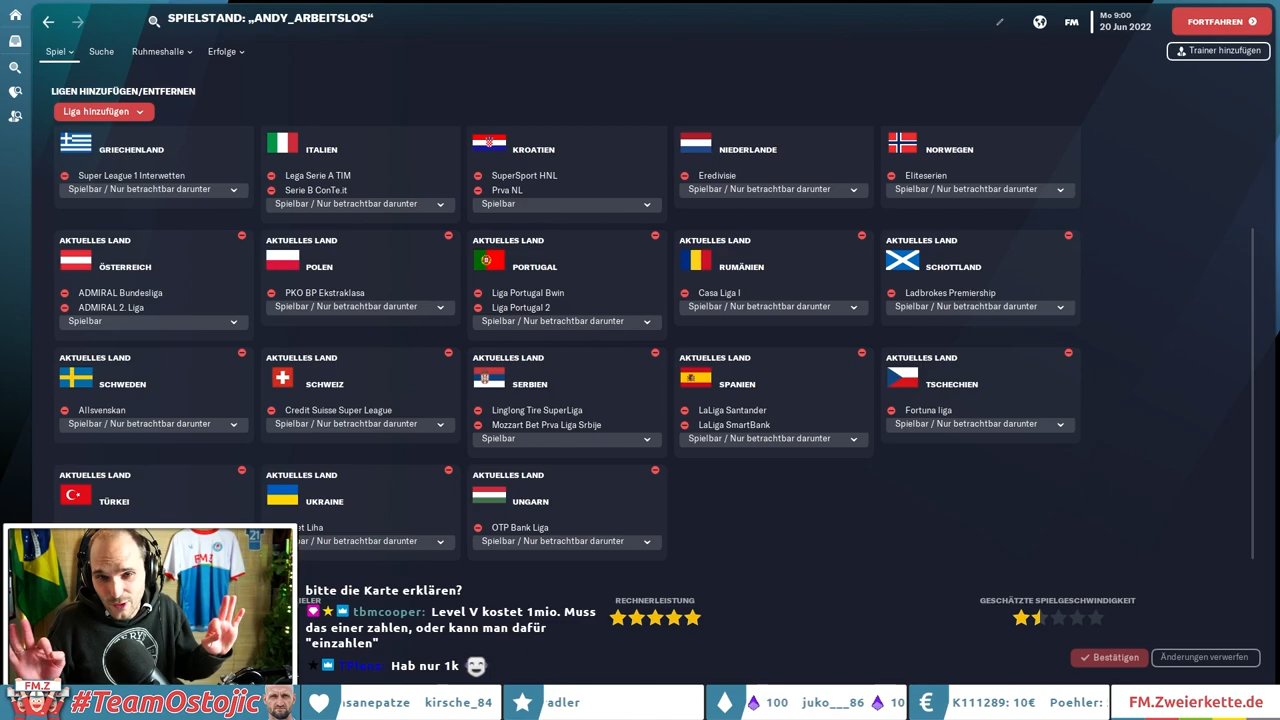 SPIELSTAND: „ANDY_ARBEITSLOS“
FM
Mo 9:00
20 Jun 2022
FORTFAHREN
Spiel
Suche
Ruhmeshalle
Erfolge
Trainer hinzufügen
LIGEN HINZUFÜGEN/ENTFERNEN
Liga hinzufügen
GRIECHENLAND
Super League 1 Interwetten
Spielbar / Nur betrachtbar darunter
ITALIEN
Lega Serie A TIM
Serie B ConTe.it
Spielbar / Nur betrachtbar darunter
KROATIEN
SuperSport HNL
Prva NL
Spielbar
NIEDERLANDE
Eredivisie
Spielbar / Nur betrachtbar darunter
NORWEGEN
Eliteserien
Spielbar / Nur betrachtbar darunter
AKTUELLES LAND
ÖSTERREICH
ADMIRAL Bundesliga
ADMIRAL 2. Liga
Spielbar
AKTUELLES LAND
POLEN
PKO BP Ekstraklasa
Spielbar / Nur betrachtbar darunter
AKTUELLES LAND
PORTUGAL
Liga Portugal Bwin
Liga Portugal 2
Spielbar / Nur betrachtbar darunter
AKTUELLES LAND
RUMÄNIEN
Casa Liga I
Spielbar / Nur betrachtbar darunter
AKTUELLES LAND
SCHOTTLAND
Ladbrokes Premiership
Spielbar / Nur betrachtbar darunter
AKTUELLES LAND
SCHWEDEN
Allsvenskan
Spielbar / Nur betrachtbar darunter
AKTUELLES LAND
SCHWEIZ
Credit Suisse Super League
Spielbar / Nur betrachtbar darunter
AKTUELLES LAND
SERBIEN
Linglong Tire SuperLiga
Mozzart Bet Prva Liga Srbije
Spielbar
AKTUELLES LAND
SPANIEN
LaLiga Santander
LaLiga SmartBank
Spielbar / Nur betrachtbar darunter
AKTUELLES LAND
TSCHECHIEN
Fortuna liga
Spielbar / Nur betrachtbar darunter
AKTUELLES LAND
TÜRKEI
AKTUELLES LAND
UKRAINE
et Liha
bar / Nur betrachtbar darunter
AKTUELLES LAND
UNGARN
OTP Bank Liga
Spielbar / Nur betrachtbar darunter
IELER
RECHNERLEISTUNG
GESCHÄTZTE SPIELGESCHWINDIGKEIT
Bestätigen
Änderungen verwerfen
bitte die Karte erklären?
tbmcooper: Level V kostet 1mio. Muss
das einer zahlen, oder kann man dafür
"einzahlen"
Hab nur 1k
FM.Z
21
FM.Z
#TeamOstojic
sanepatze kirsche_84
adler
100 juko___86 10
€ K111289: 10€ Poehler:
FM.Zweierkette.de